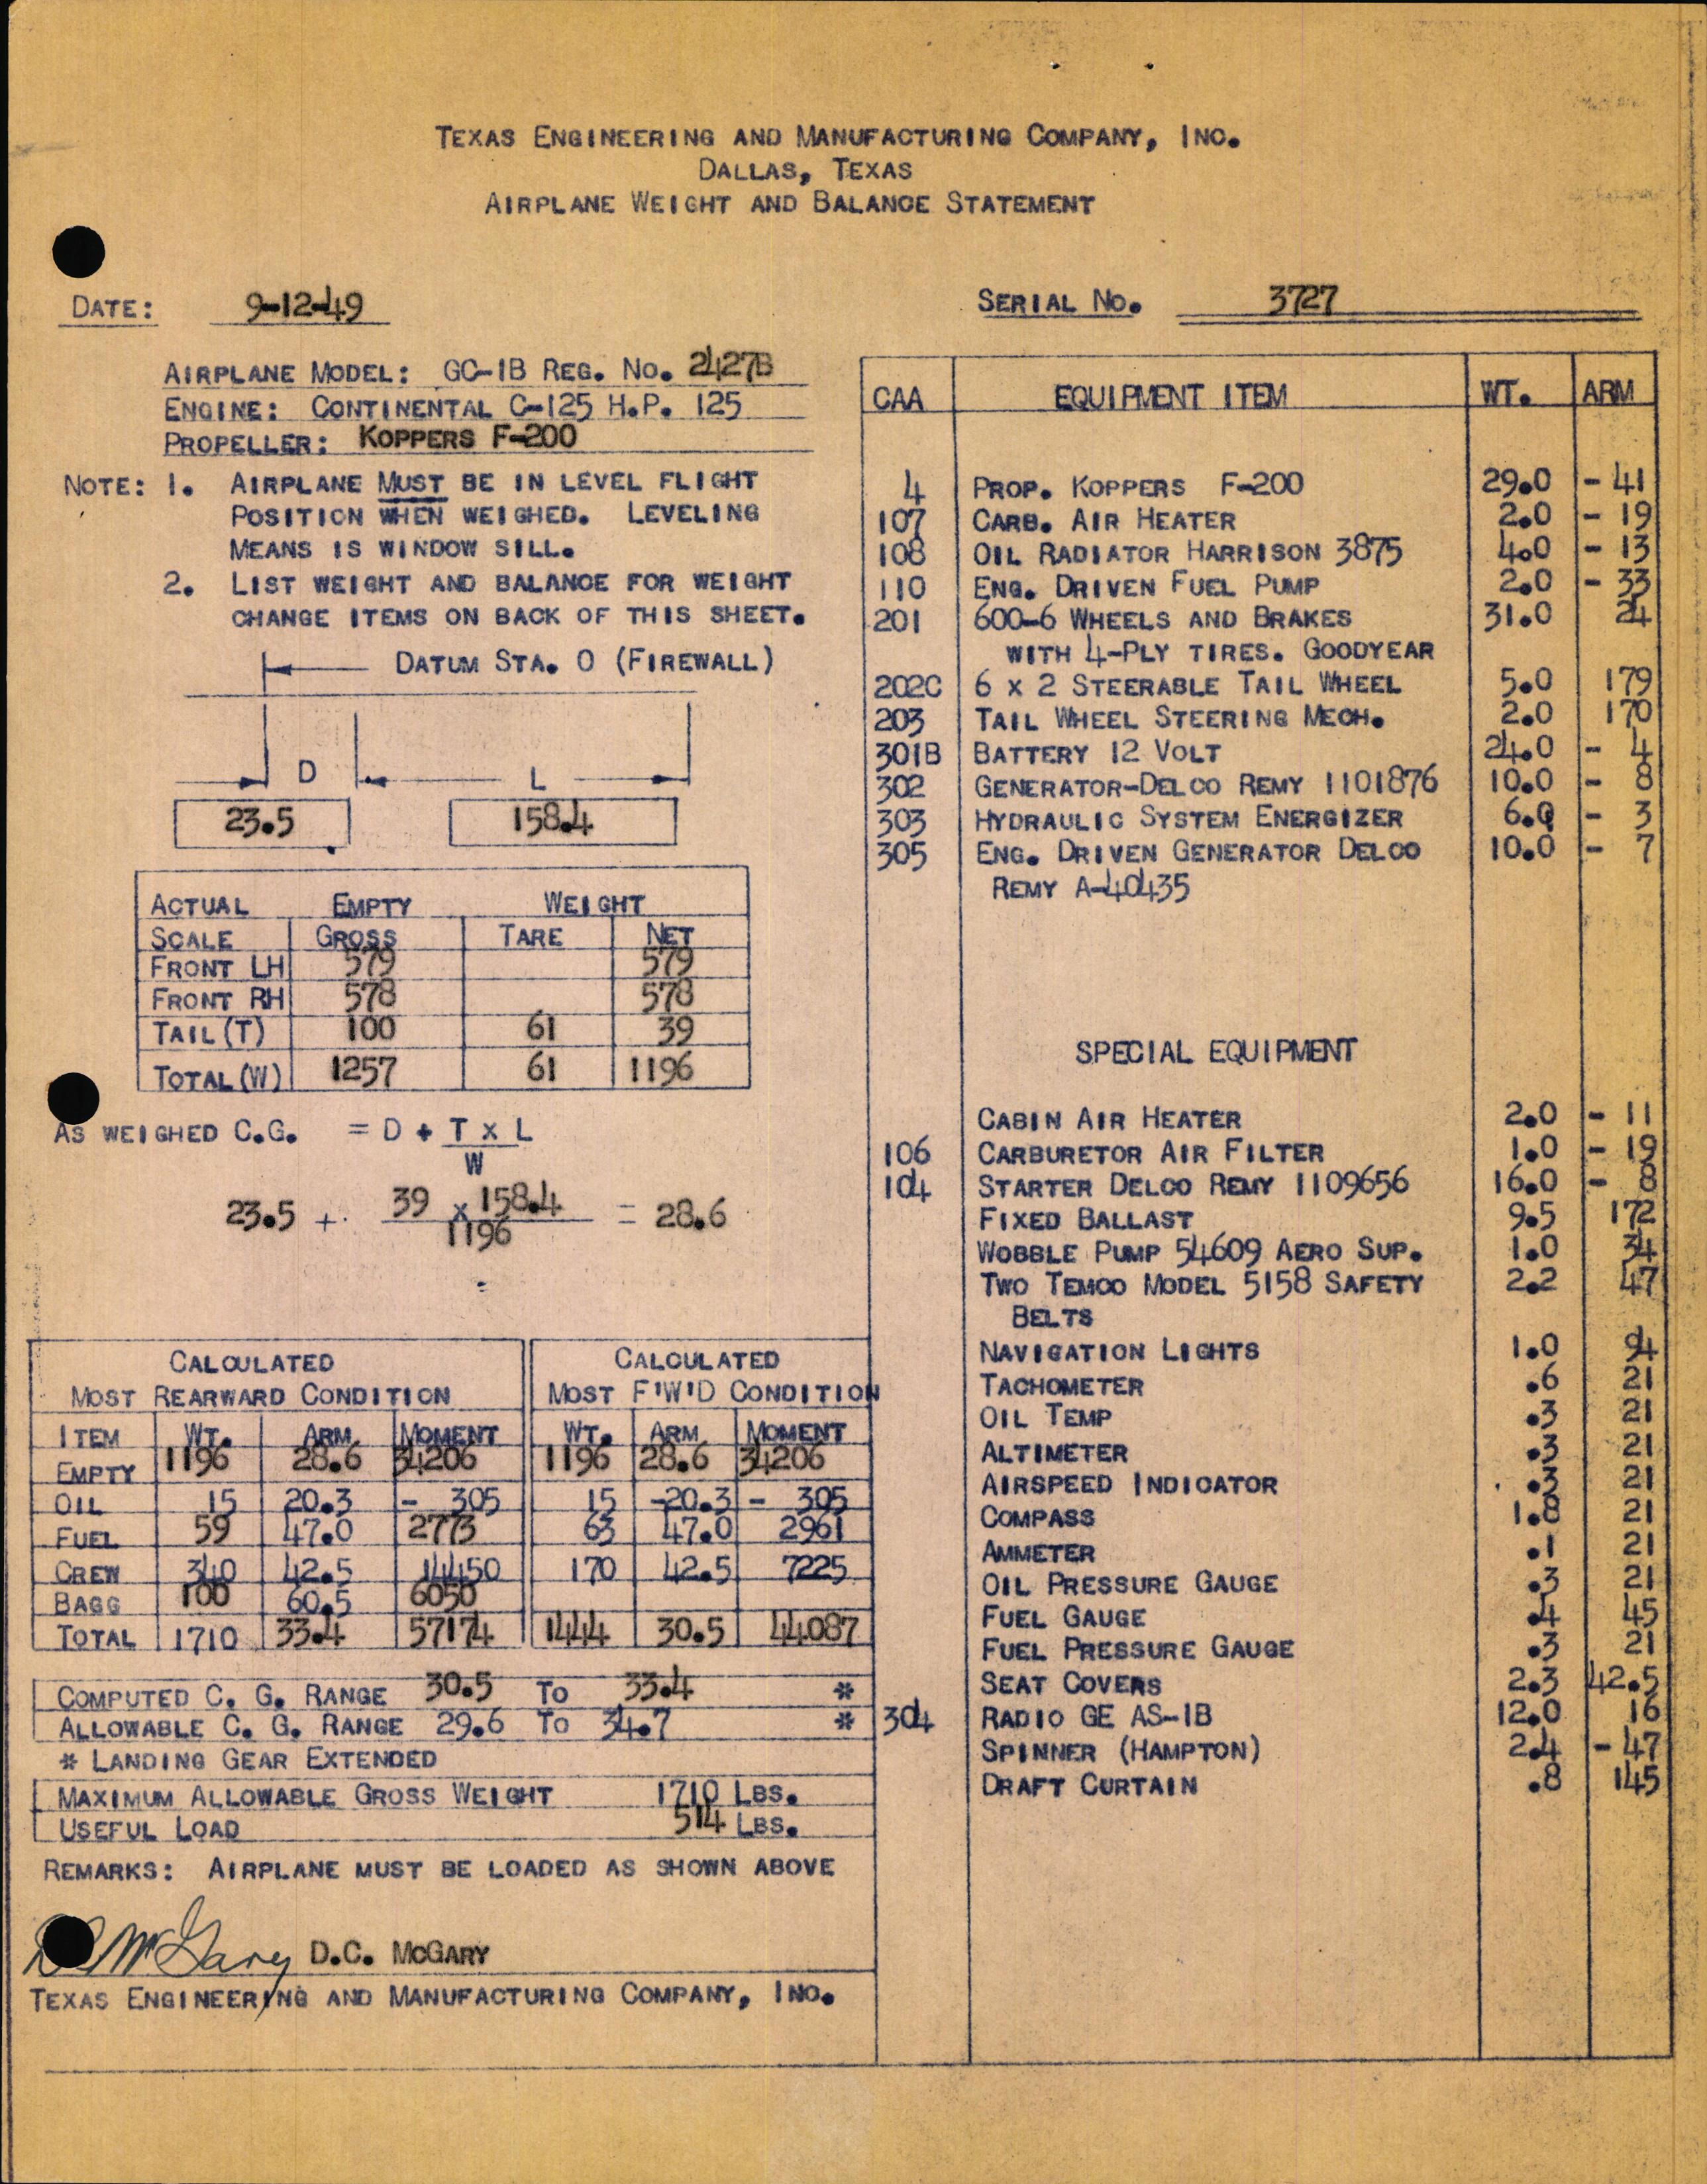 TEXAS ENGINEERING AND MANUFACTURING COMPANY, INC.
DALLAS, TEXAS
AIRPLANE WEIGHT AND BALANCE STATEMENT
DATE: 9-12-49
SERIAL NO. 3727
AIRPLANE MODEL: GC-1B REG. NO. 2427B
ENGINE: CONTINENTAL C-125 H.P. 125
PROPELLER: KOPPERS F-200
NOTE: 1. AIRPLANE MUST BE IN LEVEL FLIGHT
POSITION WHEN WEIGHED. LEVELING
MEANS IS WINDOW SILL.
2. LIST WEIGHT AND BALANCE FOR WEIGHT
CHANGE ITEMS ON BACK OF THIS SHEET.
DATUM STA. 0 (FIREWALL)
D L
23.5 158.4
ACTUAL EMPTY WEIGHT
SCALE GROSS TARE NET
FRONT LH 579 579
FRONT RH 578 578
TAIL (T) 100 61 39
TOTAL (W) 1257 61 1196
AS WEIGHED C.G. = D + T X L
W
23.5 + 39 X 158.4 = 28.6
1196
=
CALCULATED
MOST REARWARD CONDITION
CALCULATED
MOST F'W'D CONDITION
ITEM WT. ARM MOMENT WT. ARM MOMENT
EMPTY 1196 28.6 34206 1196 28.6 34206
OIL 15 20.3 - 305 15 -20.3 - 305
FUEL 59 47.0 2773 63 47.0 2961
CREW 340 42.5 14450 170 42.5 7225
BAGG 100 60.5 6050
TOTAL 1710 33.4 57174 1444 30.5 44087
COMPUTED C. G. RANGE 30.5 TO 33.4 *
ALLOWABLE C. G. RANGE 29.6 TO 34.7 *
* LANDING GEAR EXTENDED
MAXIMUM ALLOWABLE GROSS WEIGHT 1710 LBS.
USEFUL LOAD 514 LBS.
REMARKS: AIRPLANE MUST BE LOADED AS SHOWN ABOVE
D C McGary D.C. MCGARY
TEXAS ENGINEERING AND MANUFACTURING COMPANY, INC.
CAA EQUIPMENT ITEM WT. ARM
4 PROP. KOPPERS F-200 29.0 - 41
107 CARB. AIR HEATER 2.0 - 19
108 OIL RADIATOR HARRISON 3875 4.0 - 13
110 ENG. DRIVEN FUEL PUMP 2.0 - 33
201 600-6 WHEELS AND BRAKES 31.0 24
WITH 4-PLY TIRES. GOODYEAR
202C 6 X 2 STEERABLE TAIL WHEEL 5.0 179
203 TAIL WHEEL STEERING MECH. 2.0 170
301B BATTERY 12 VOLT 24.0 - 4
302 GENERATOR-DELCO REMY 1101876 10.0 - 8
303 HYDRAULIC SYSTEM ENERGIZER 6.0 - 3
305 ENG. DRIVEN GENERATOR DELCO 10.0 - 7
REMY A-40435
SPECIAL EQUIPMENT
CABIN AIR HEATER 2.0 - 11
106 CARBURETOR AIR FILTER 1.0 - 19
104 STARTER DELCO REMY 1109656 16.0 - 8
FIXED BALLAST 9.5 172
WOBBLE PUMP 54609 AERO SUP. 1.0 34
TWO TEMCO MODEL 5158 SAFETY 2.2 47
BELTS
NAVIGATION LIGHTS 1.0 94
TACHOMETER .6 21
OIL TEMP .3 21
ALTIMETER .3 21
AIRSPEED INDICATOR .3 21
COMPASS 1.8 21
AMMETER .1 21
OIL PRESSURE GAUGE .3 21
FUEL GAUGE .4 45
FUEL PRESSURE GAUGE .3 21
SEAT COVERS 2.3 42.5
304 RADIO GE AS-1B 12.0 16
SPINNER (HAMPTON) 2.4 - 47
DRAFT CURTAIN .8 145